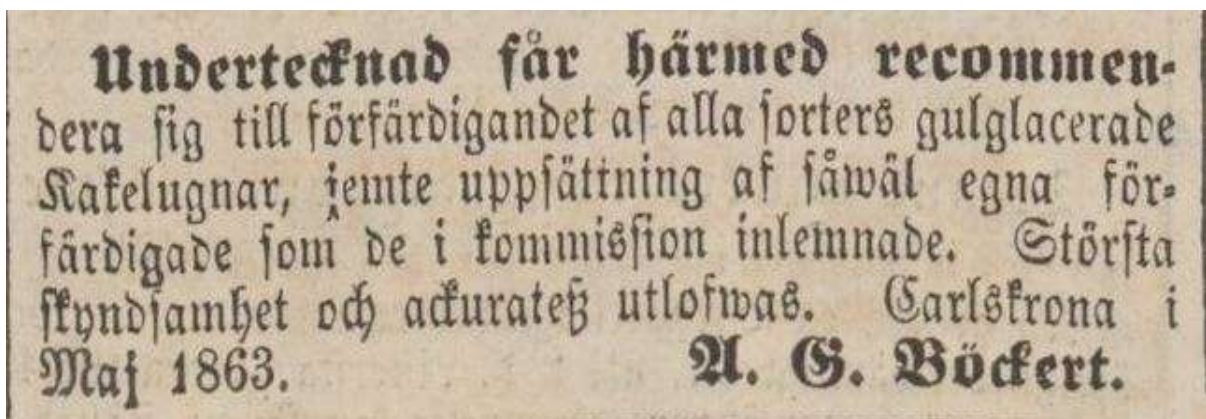 Undertecknad får härmed recommen-
dera sig till förfärdigandet af alla sorters gulglacerade
Kakelugnar, jemte uppsättning af såwäl egna för-
färdigade som de i kommission inlemnade. Största
skyndsamhet och ackurateß utlofwas. Carlskrona i
Maj 1863. A. G. Böckert.